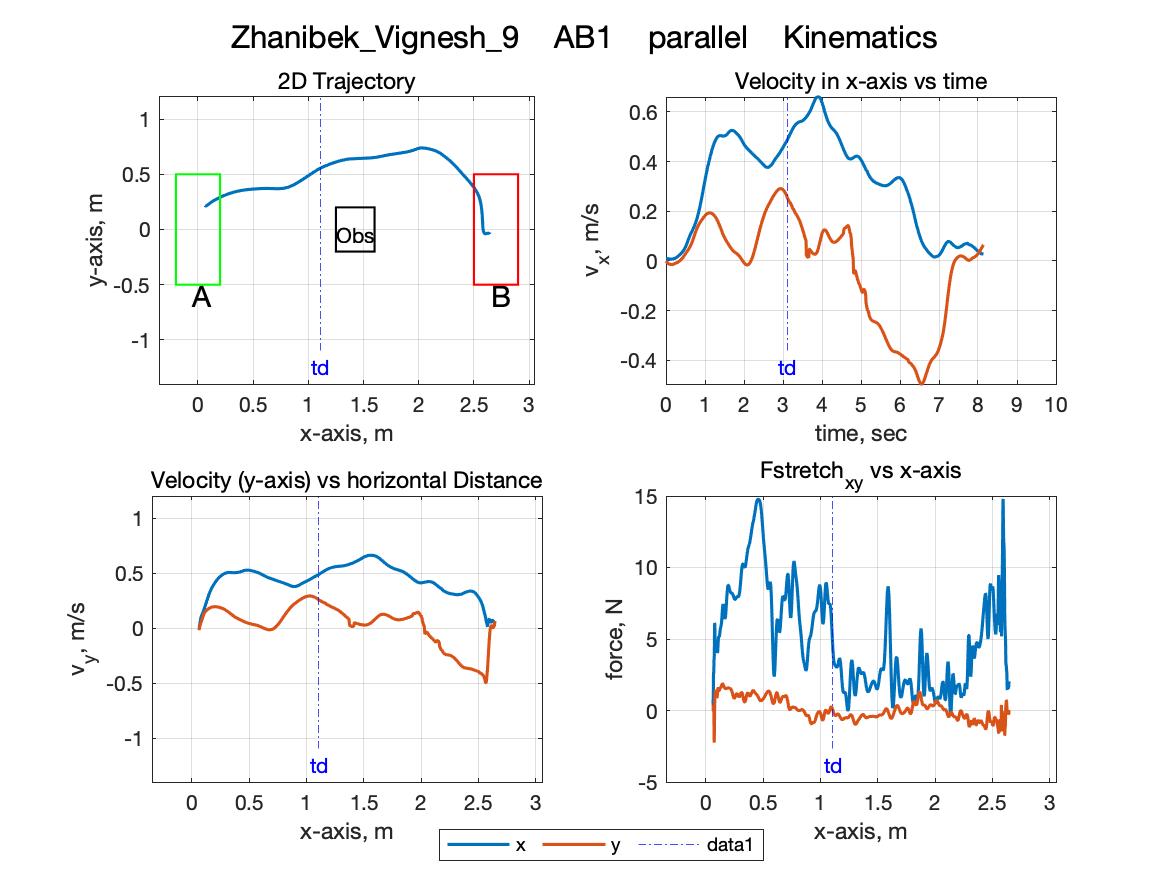 Zhanibek_Vignesh_9 AB1 parallel Kinematics
2D Trajectory
1
0.5
0
-0.5
-1
y-axis, m
A
Obs
B
td
0 0.5 1 1.5 2 2.5 3
x-axis, m
Velocity in x-axis vs time
0.6
0.4
0.2
0
-0.2
-0.4
v_x, m/s
td
0 1 2 3 4 5 6 7 8 9 10
time, sec
Velocity (y-axis) vs horizontal Distance
1
0.5
0
-0.5
-1
v_y, m/s
td
0 0.5 1 1.5 2 2.5 3
x-axis, m
Fstretch_xy vs x-axis
15
10
5
0
-5
force, N
td
0 0.5 1 1.5 2 2.5 3
x-axis, m
x y data1